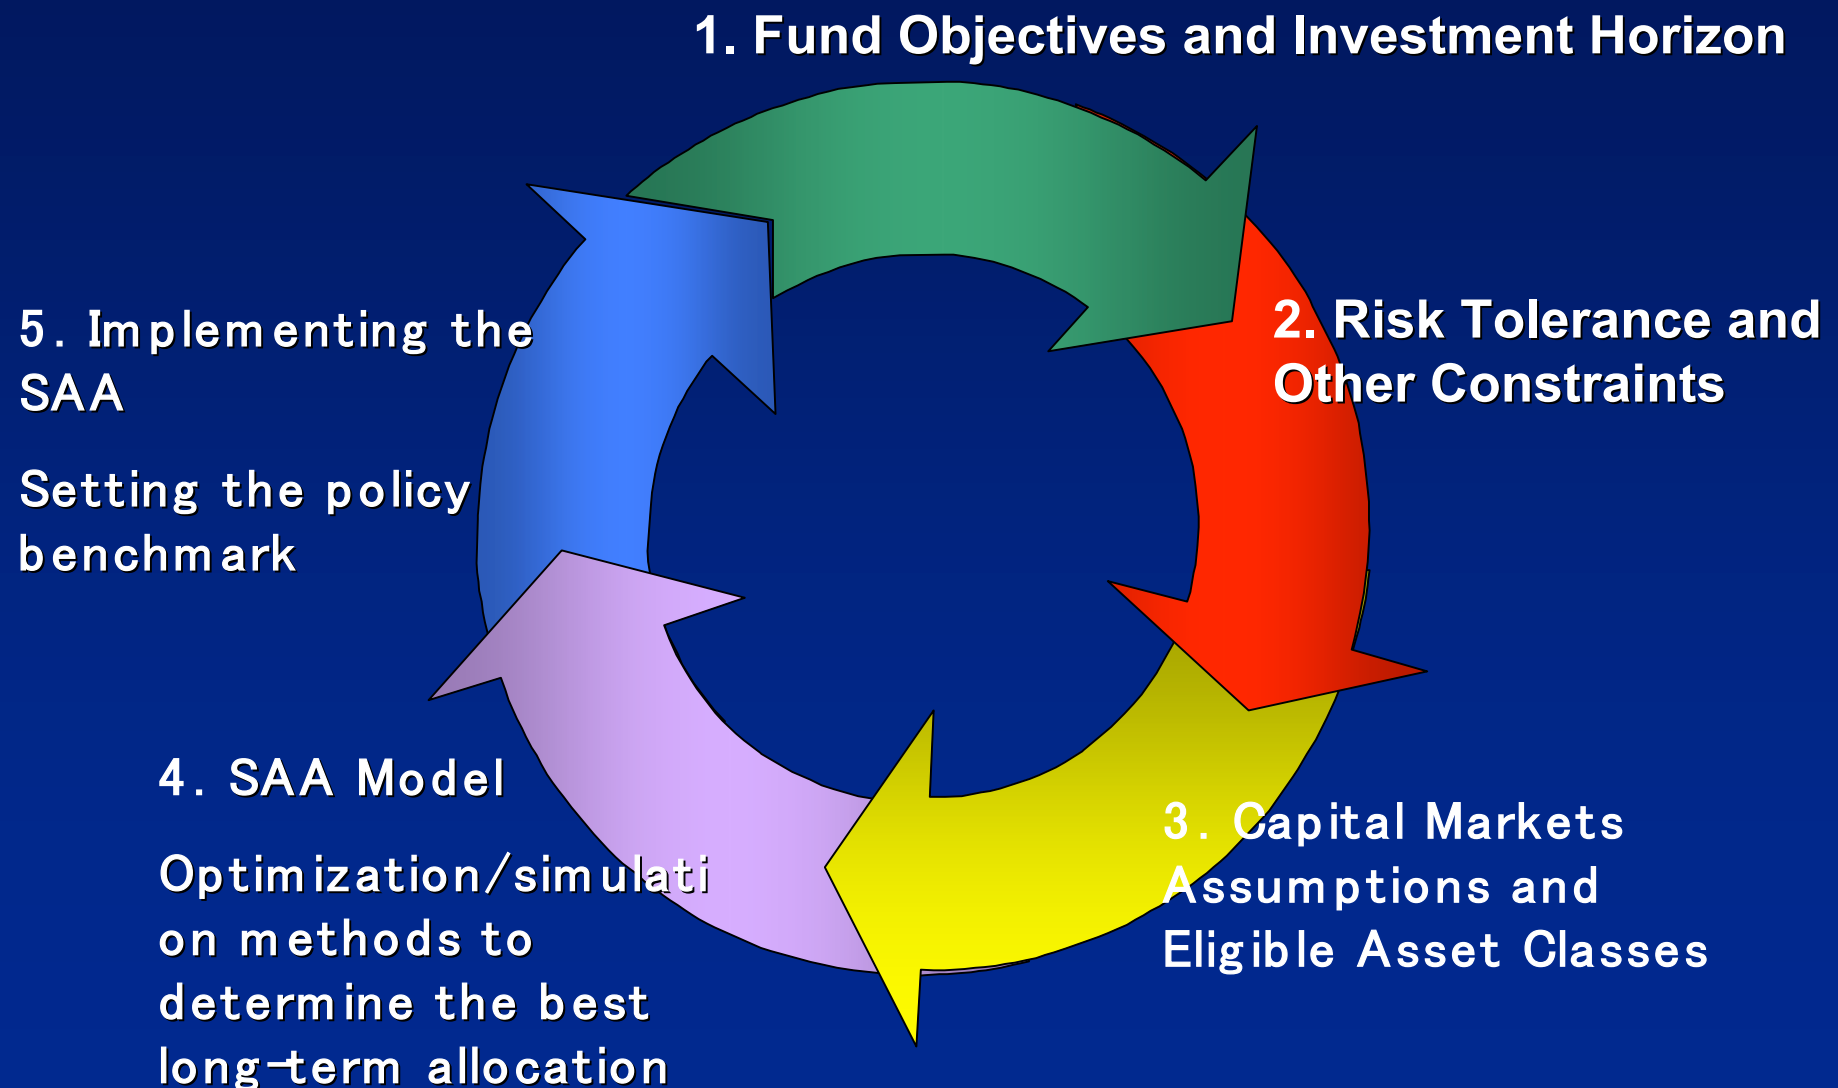 1. Fund Objectives and Investment Horizon
2. Risk Tolerance and
Other Constraints
3. Capital Markets
Assumptions and
Eligible Asset Classes
4. SAA Model
Optimization/simulati
on methods to
determine the best
long-term allocation
5. Implementing the
SAA
Setting the policy
benchmark